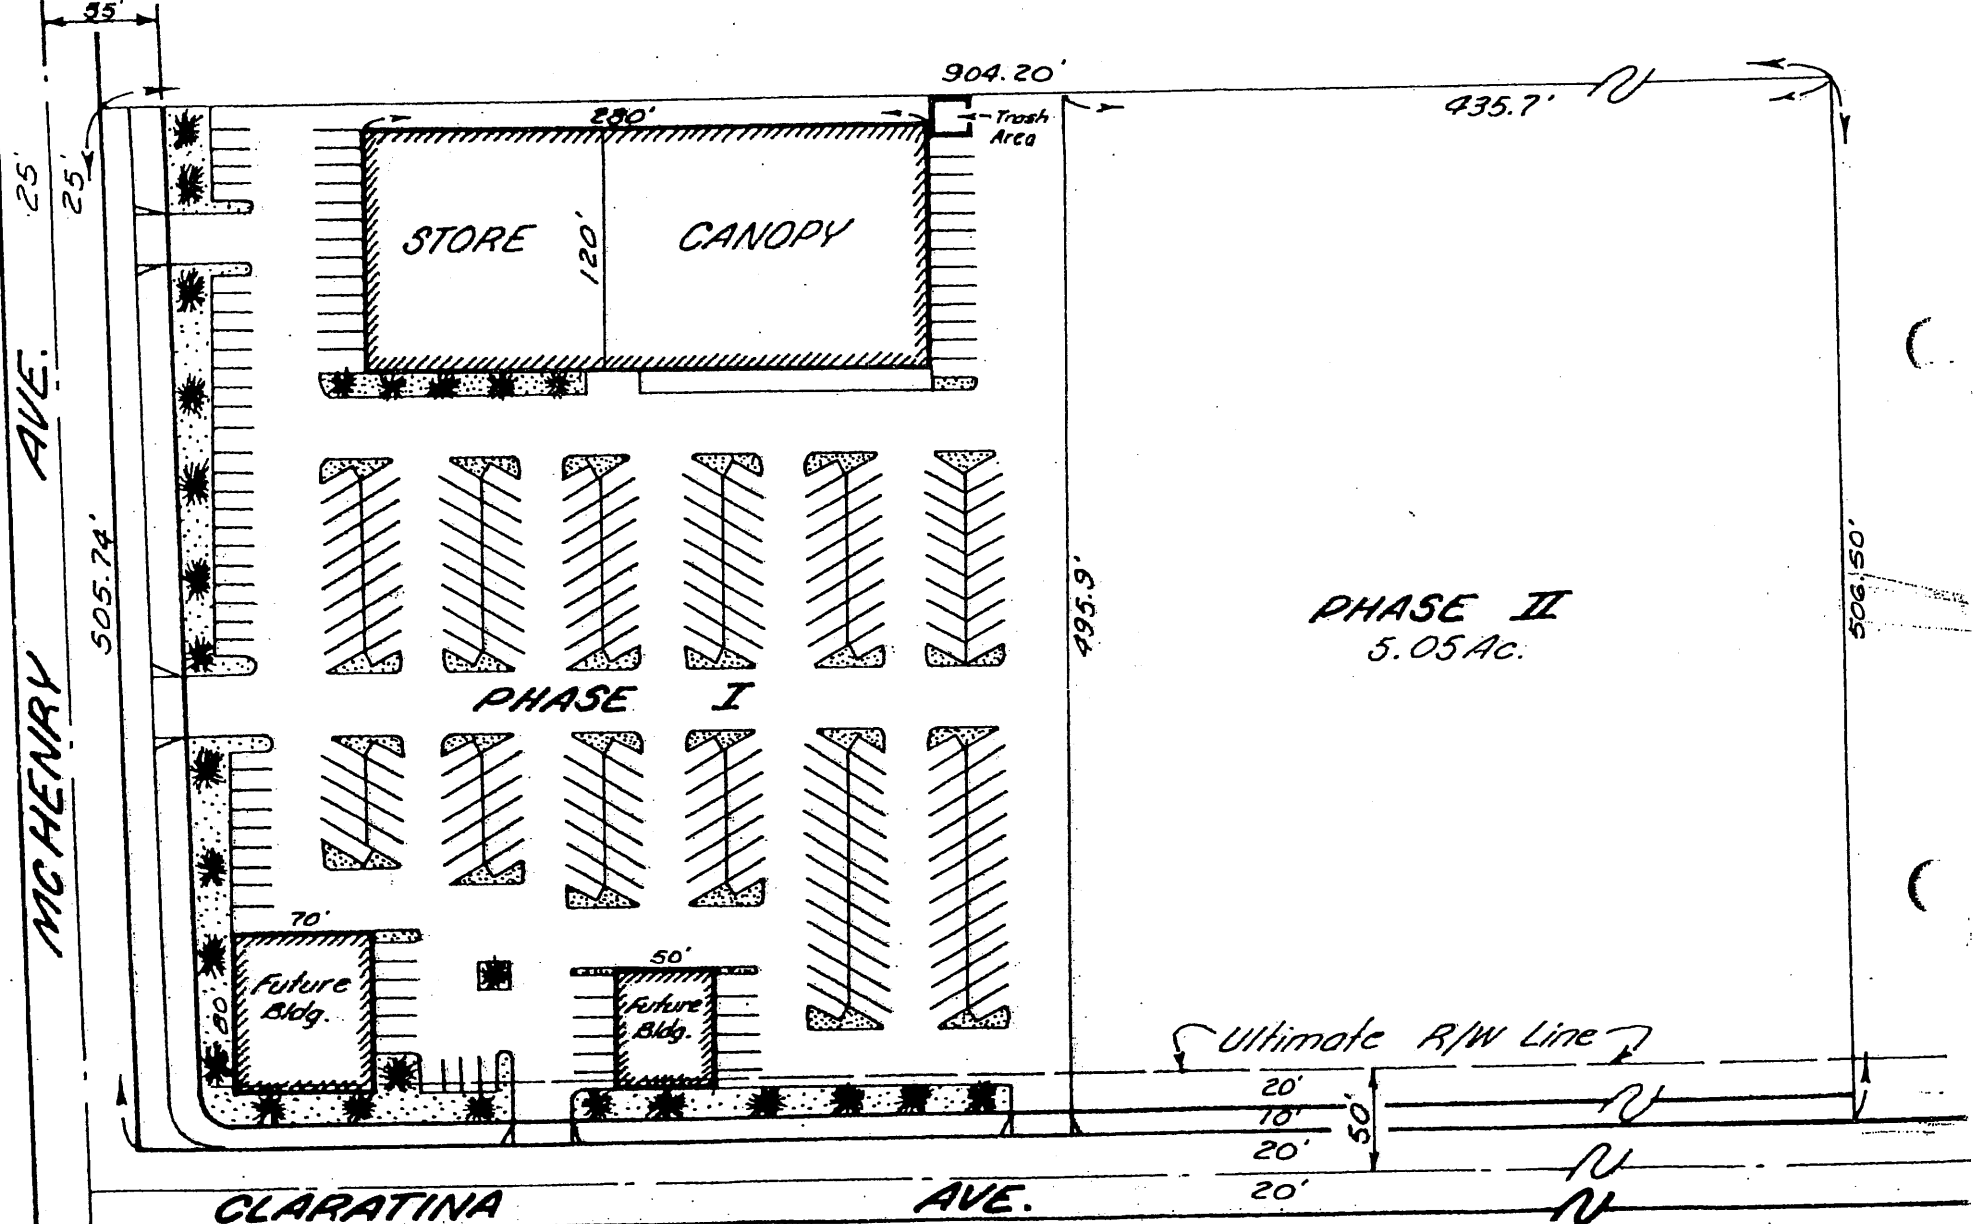 55'
904.20'
435.7'
280'
Trash
Area
25'
25'
STORE
120'
CANOPY
MCHENRY AVE.
505.74'
495.9'
506.50'
PHASE II
5.05 Ac.
PHASE I
70'
Future
Bldg.
80
50'
Future
Bldg.
Ultimate R/W Line
20'
10'
50'
20'
20'
CLARATINA AVE.